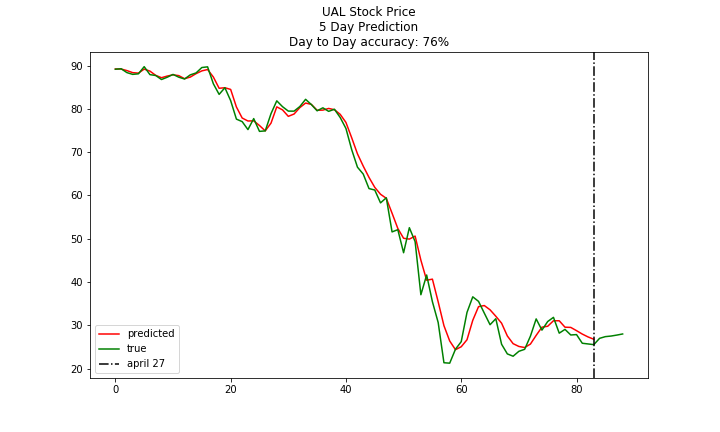 UAL Stock Price
5 Day Prediction
Day to Day accuracy: 76%
90
80
70
60
50
40
30
20
predicted
true
april 27
0 20 40 60 80